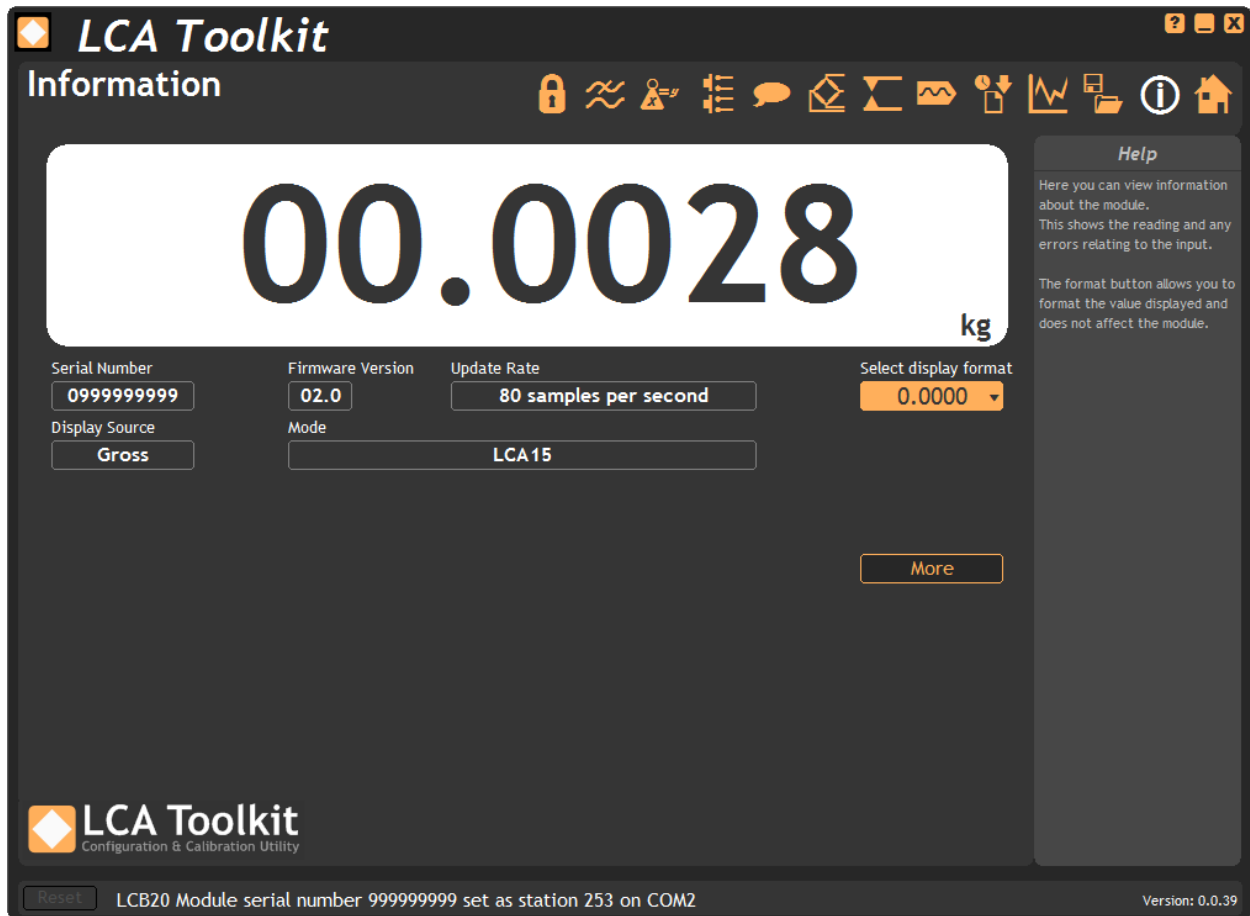 LCA Toolkit
? _ X
Information
x =y
i
00.0028
kg
Serial Number
Firmware Version
Update Rate
Select display format
0999999999
02.0
80 samples per second
0.0000
Display Source
Mode
Gross
LCA15
More
Help
Here you can view information
about the module.
This shows the reading and any
errors relating to the input.
The format button allows you to
format the value displayed and
does not affect the module.
LCA Toolkit
Configuration & Calibration Utility
Reset
LCB20 Module serial number 999999999 set as station 253 on COM2
Version: 0.0.39